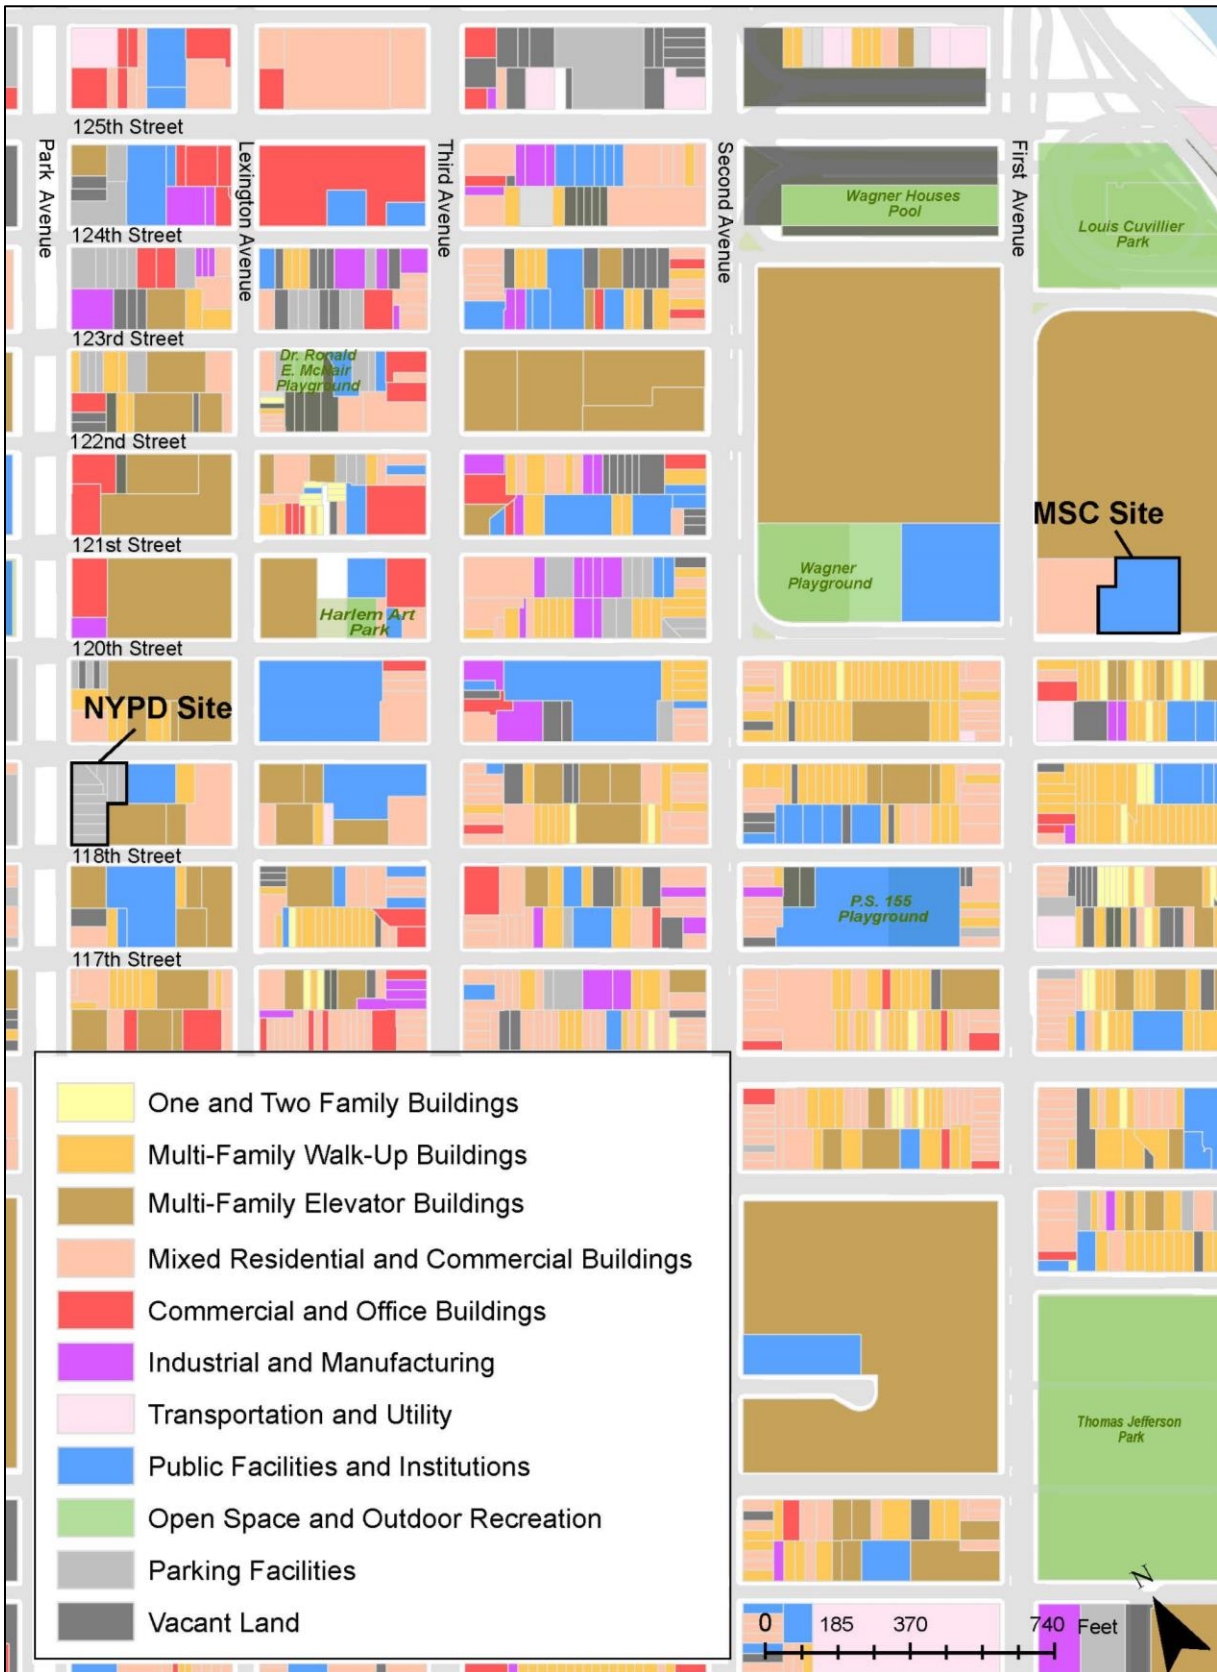 125th Street
Park Avenue
Lexington Avenue
Third Avenue
Second Avenue
First Avenue
Wagner Houses
Pool
Louis Cuvillier
Park
124th Street
123rd Street
Dr. Ronald
E. McNair
Playground
122nd Street
MSC Site
121st Street
Wagner
Playground
Harlem Art
Park
120th Street
NYPD Site
118th Street
P.S. 155
Playground
117th Street
One and Two Family Buildings
Multi-Family Walk-Up Buildings
Multi-Family Elevator Buildings
Mixed Residential and Commercial Buildings
Commercial and Office Buildings
Industrial and Manufacturing
Transportation and Utility
Public Facilities and Institutions
Open Space and Outdoor Recreation
Parking Facilities
Vacant Land
Thomas Jefferson
Park
N
0 185 370 740 Feet